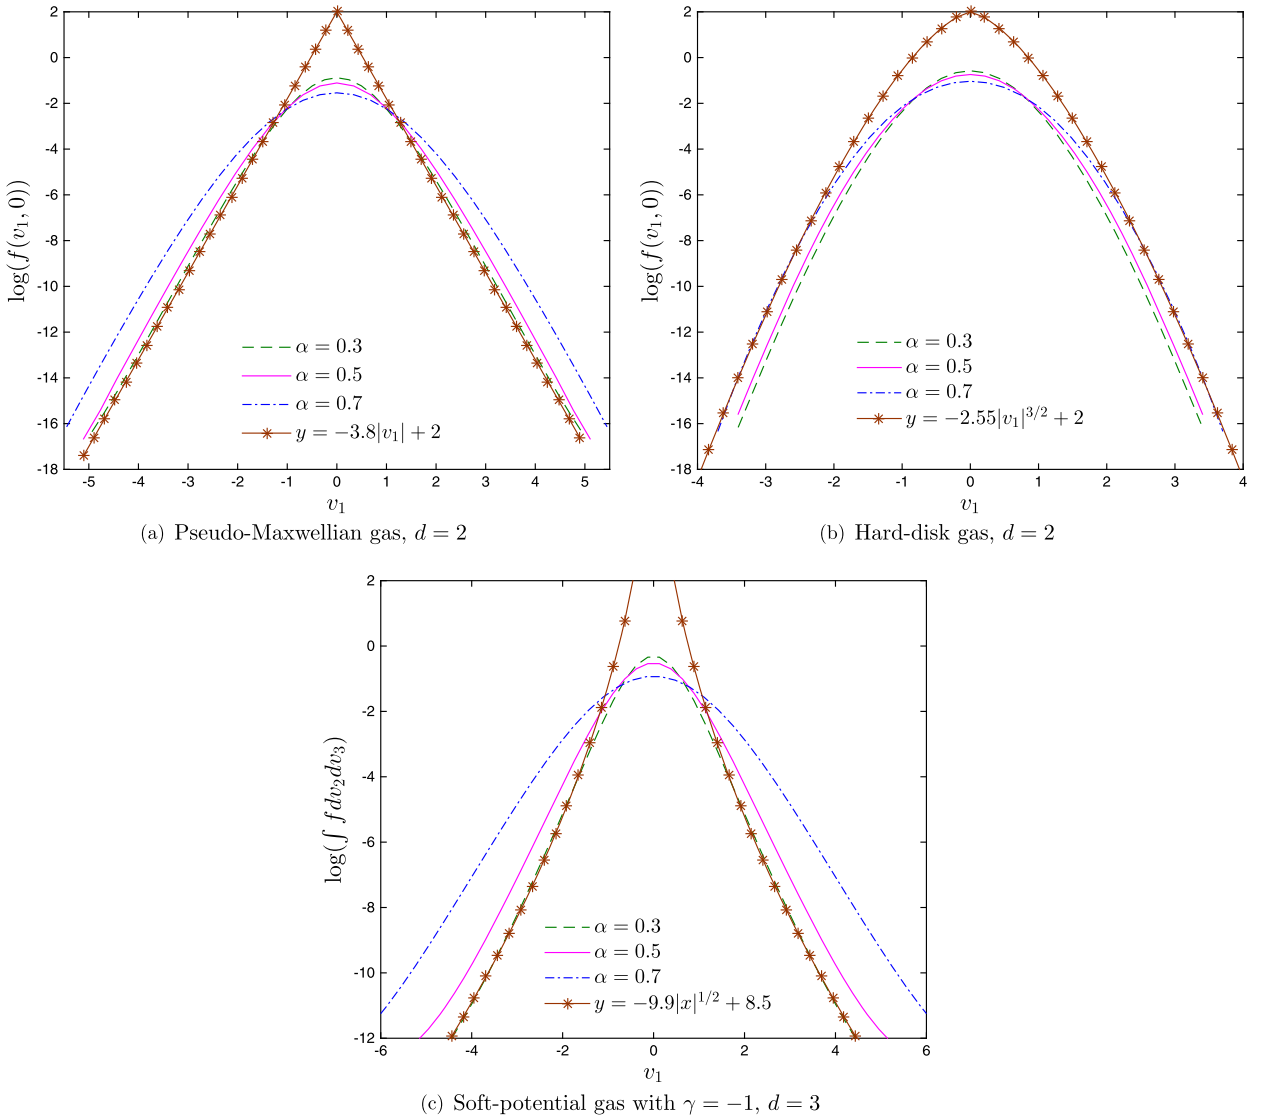 2
0
-2
-4
-6
-8
-10
-12
-14
-16
-18
log(f(v₁, 0))
α = 0.3
α = 0.5
α = 0.7
y = −3.8|v₁| + 2
-5 -4 -3 -2 -1 0 1 2 3 4 5
v₁
(a) Pseudo-Maxwellian gas, d = 2
2
0
-2
-4
-6
-8
-10
-12
-14
-16
-18
log(f(v₁, 0))
α = 0.3
α = 0.5
α = 0.7
y = −2.55|v₁|^{3/2} + 2
-4 -3 -2 -1 0 1 2 3 4
v₁
(b) Hard-disk gas, d = 2
2
0
-2
-4
-6
-8
-10
-12
log(∫ f dv₂dv₃)
α = 0.3
α = 0.5
α = 0.7
y = −9.9|x|^{1/2} + 8.5
-6 -4 -2 0 2 4 6
v₁
(c) Soft-potential gas with γ = −1, d = 3